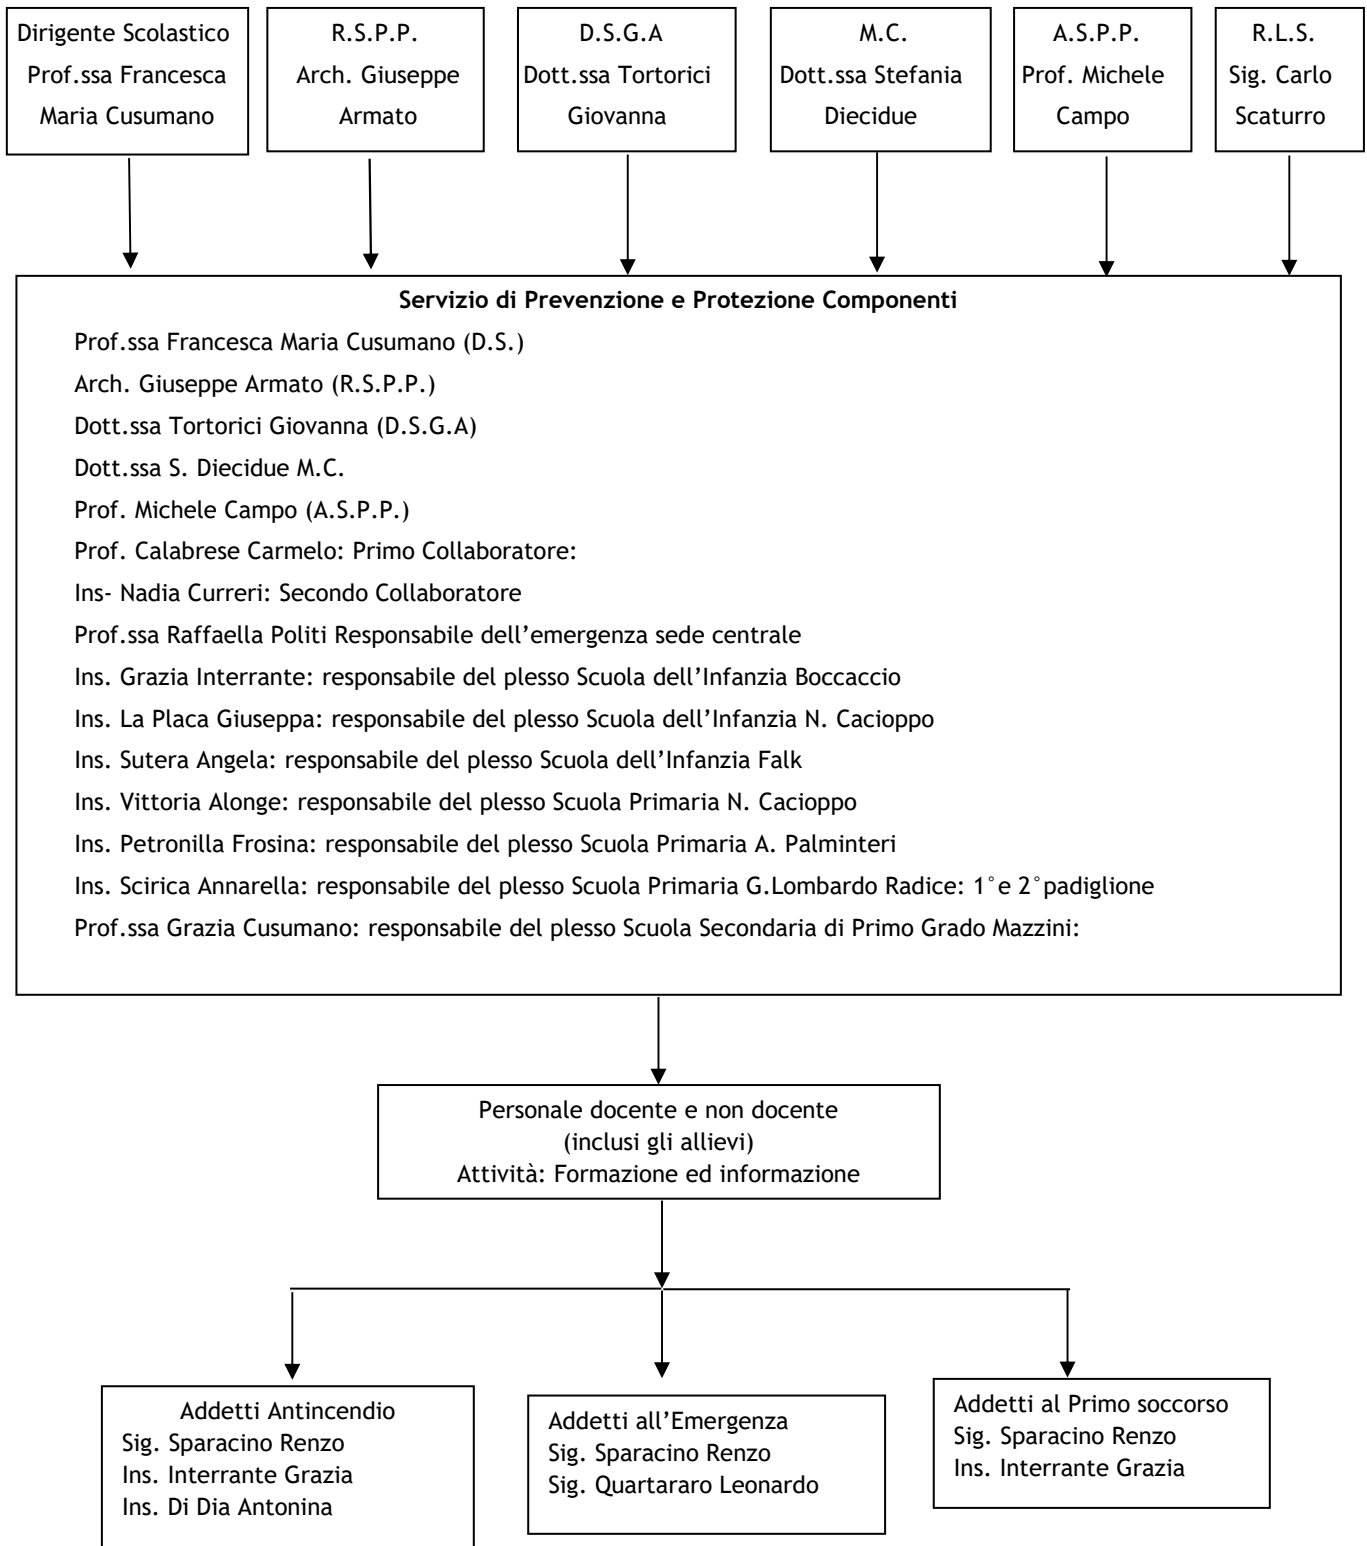 Dirigente Scolastico
Prof.ssa Francesca
Maria Cusumano
R.S.P.P.
Arch. Giuseppe
Armato
D.S.G.A
Dott.ssa Tortorici
Giovanna
M.C.
Dott.ssa Stefania
Diecidue
A.S.P.P.
Prof. Michele
Campo
R.L.S.
Sig. Carlo
Scaturro
Servizio di Prevenzione e Protezione Componenti
Prof.ssa Francesca Maria Cusumano (D.S.)
Arch. Giuseppe Armato (R.S.P.P.)
Dott.ssa Tortorici Giovanna (D.S.G.A)
Dott.ssa S. Diecidue M.C.
Prof. Michele Campo (A.S.P.P.)
Prof. Calabrese Carmelo: Primo Collaboratore:
Ins- Nadia Curreri: Secondo Collaboratore
Prof.ssa Raffaella Politi Responsabile dell’emergenza sede centrale
Ins. Grazia Interrante: responsabile del plesso Scuola dell’Infanzia Boccaccio
Ins. La Placa Giuseppa: responsabile del plesso Scuola dell’Infanzia N. Cacioppo
Ins. Sutera Angela: responsabile del plesso Scuola dell’Infanzia Falk
Ins. Vittoria Alonge: responsabile del plesso Scuola Primaria N. Cacioppo
Ins. Petronilla Frosina: responsabile del plesso Scuola Primaria A. Palminteri
Ins. Scirica Annarella: responsabile del plesso Scuola Primaria G.Lombardo Radice: 1°e 2°padiglione
Prof.ssa Grazia Cusumano: responsabile del plesso Scuola Secondaria di Primo Grado Mazzini:
Personale docente e non docente
(inclusi gli allievi)
Attività: Formazione ed informazione
Addetti Antincendio
Sig. Sparacino Renzo
Ins. Interrante Grazia
Ins. Di Dia Antonina
Addetti all’Emergenza
Sig. Sparacino Renzo
Sig. Quartararo Leonardo
Addetti al Primo soccorso
Sig. Sparacino Renzo
Ins. Interrante Grazia